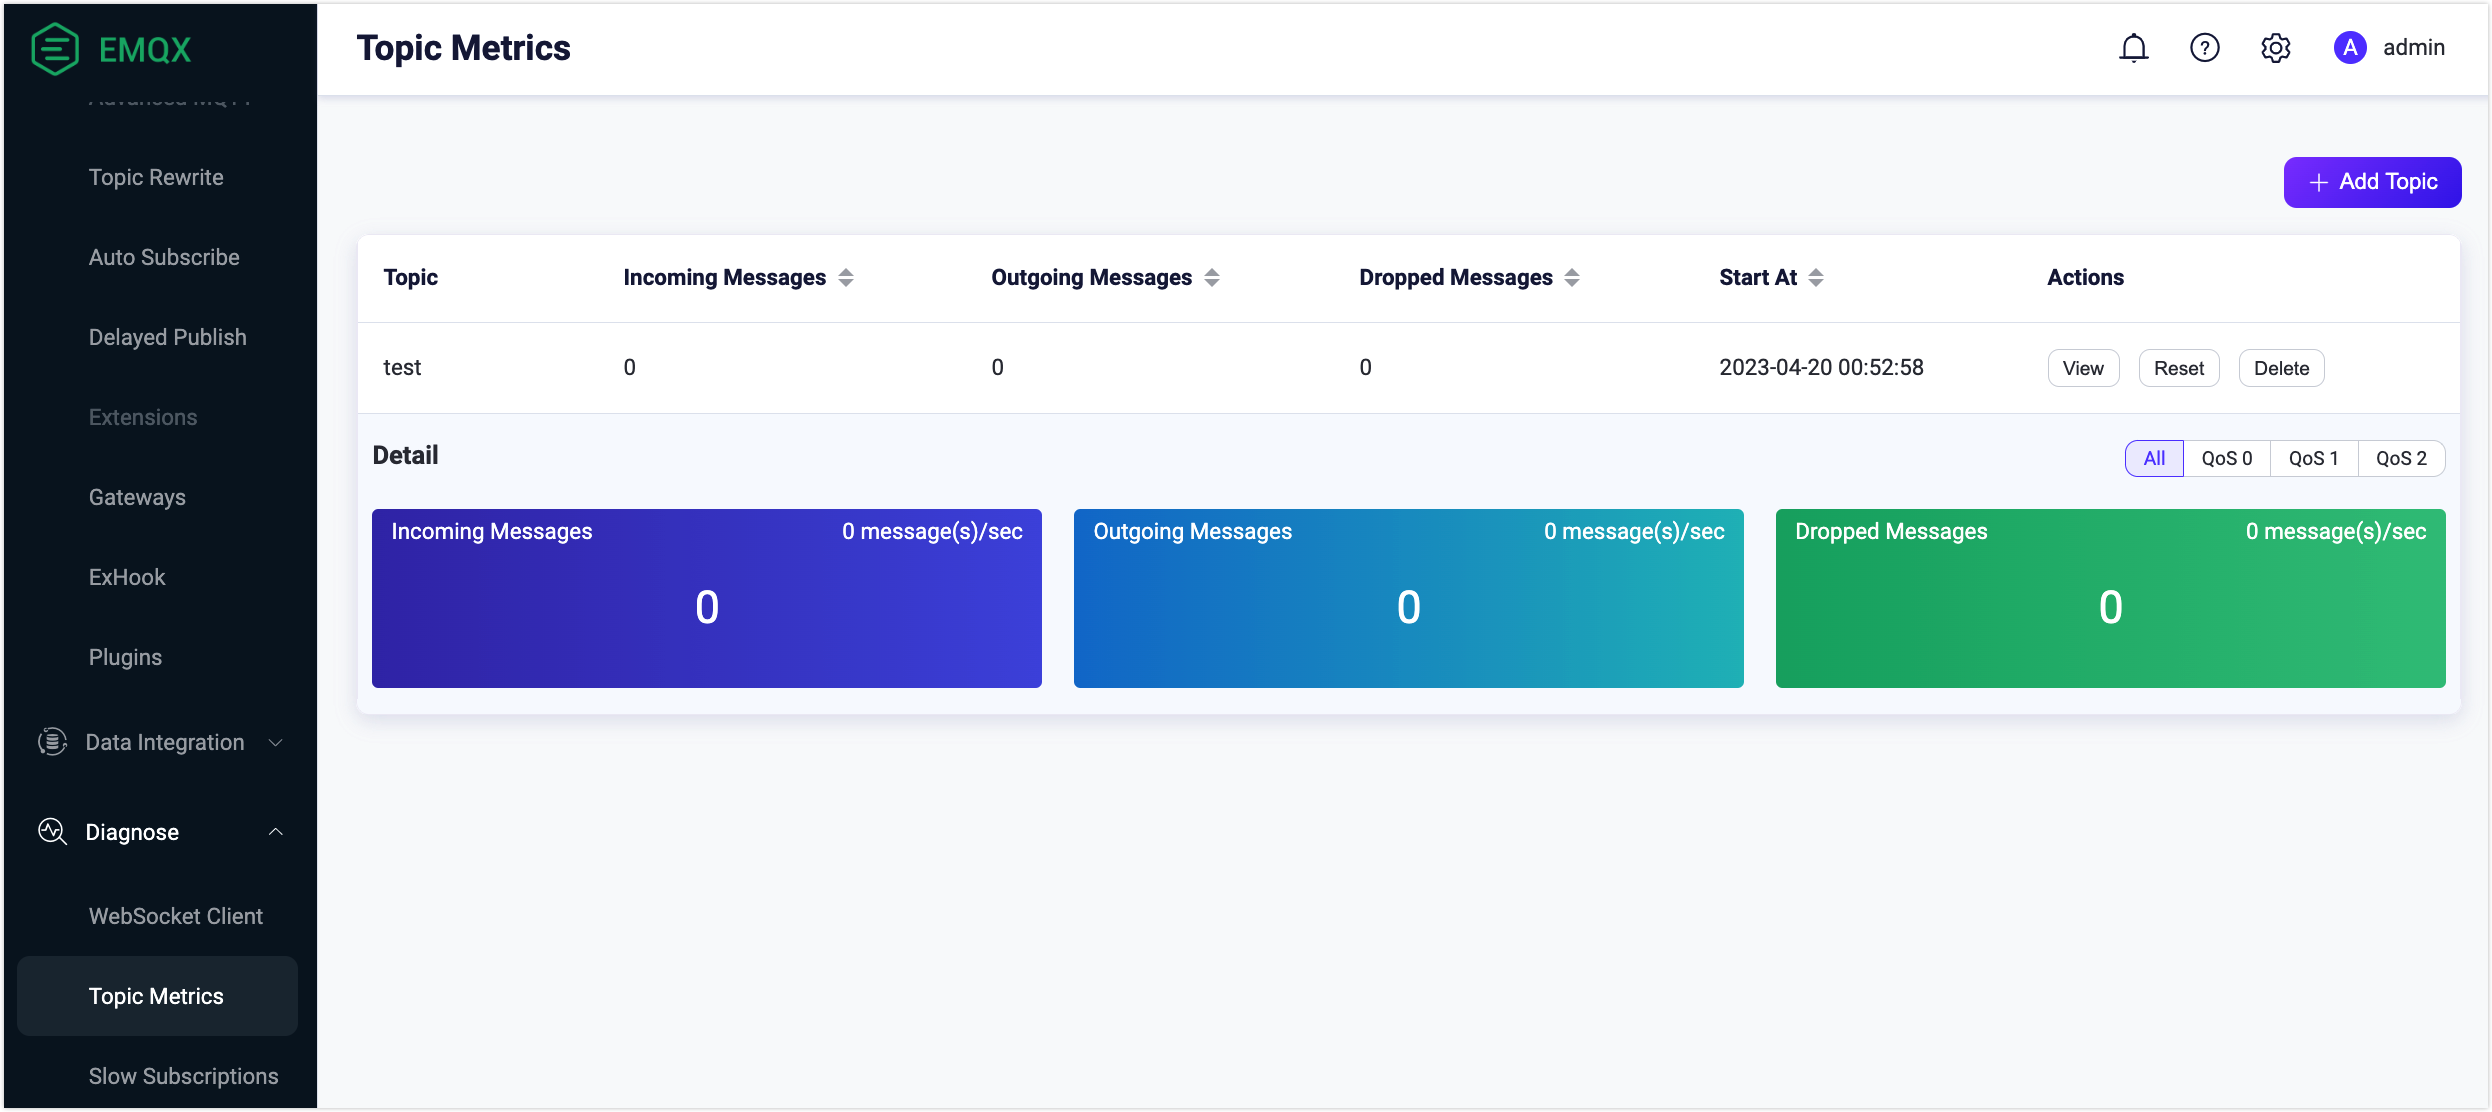 EMQX
Topic Metrics
A admin
Topic Rewrite
Auto Subscribe
Delayed Publish
Extensions
Gateways
ExHook
Plugins
Data Integration
Diagnose
WebSocket Client
Topic Metrics
Slow Subscriptions
+ Add Topic
Topic Incoming Messages Outgoing Messages Dropped Messages Start At Actions
test 0 0 0 2023-04-20 00:52:58 View Reset Delete
Detail All QoS 0 QoS 1 QoS 2
Incoming Messages 0 message(s)/sec
0
Outgoing Messages 0 message(s)/sec
0
Dropped Messages 0 message(s)/sec
0